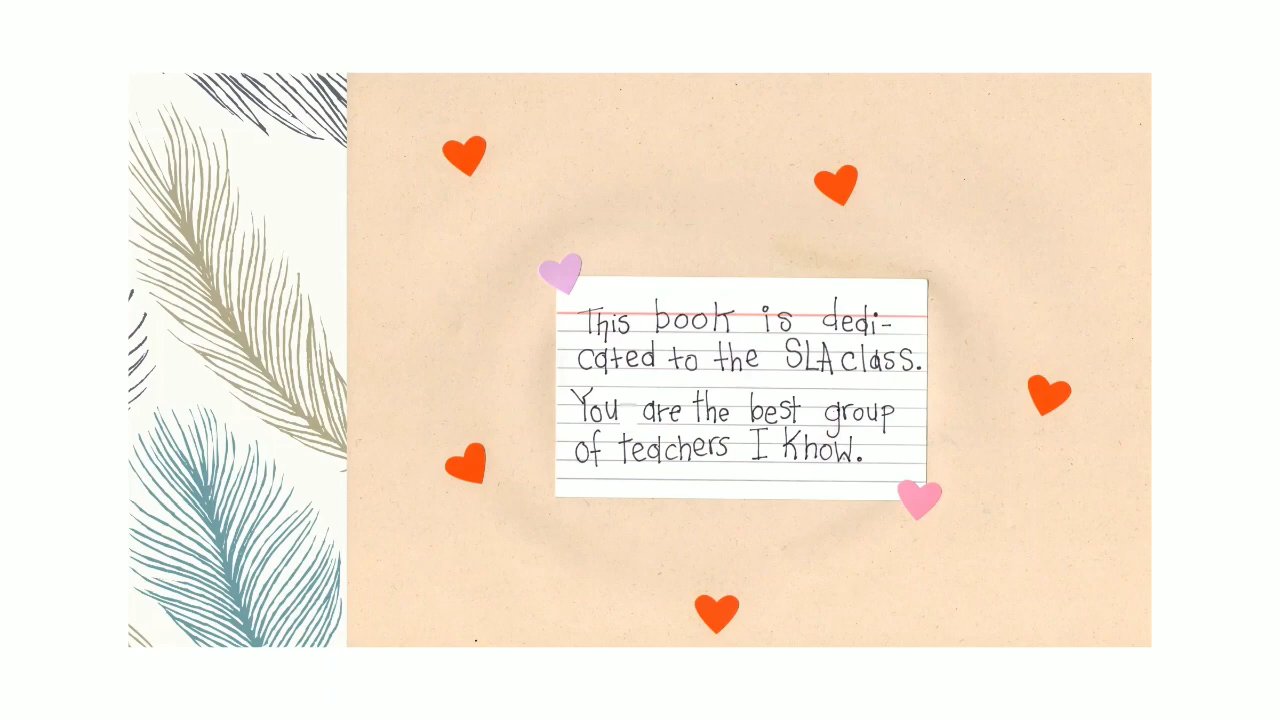 This book is dedi-
cated to the SLA class.
You are the best group
of teachers I know.